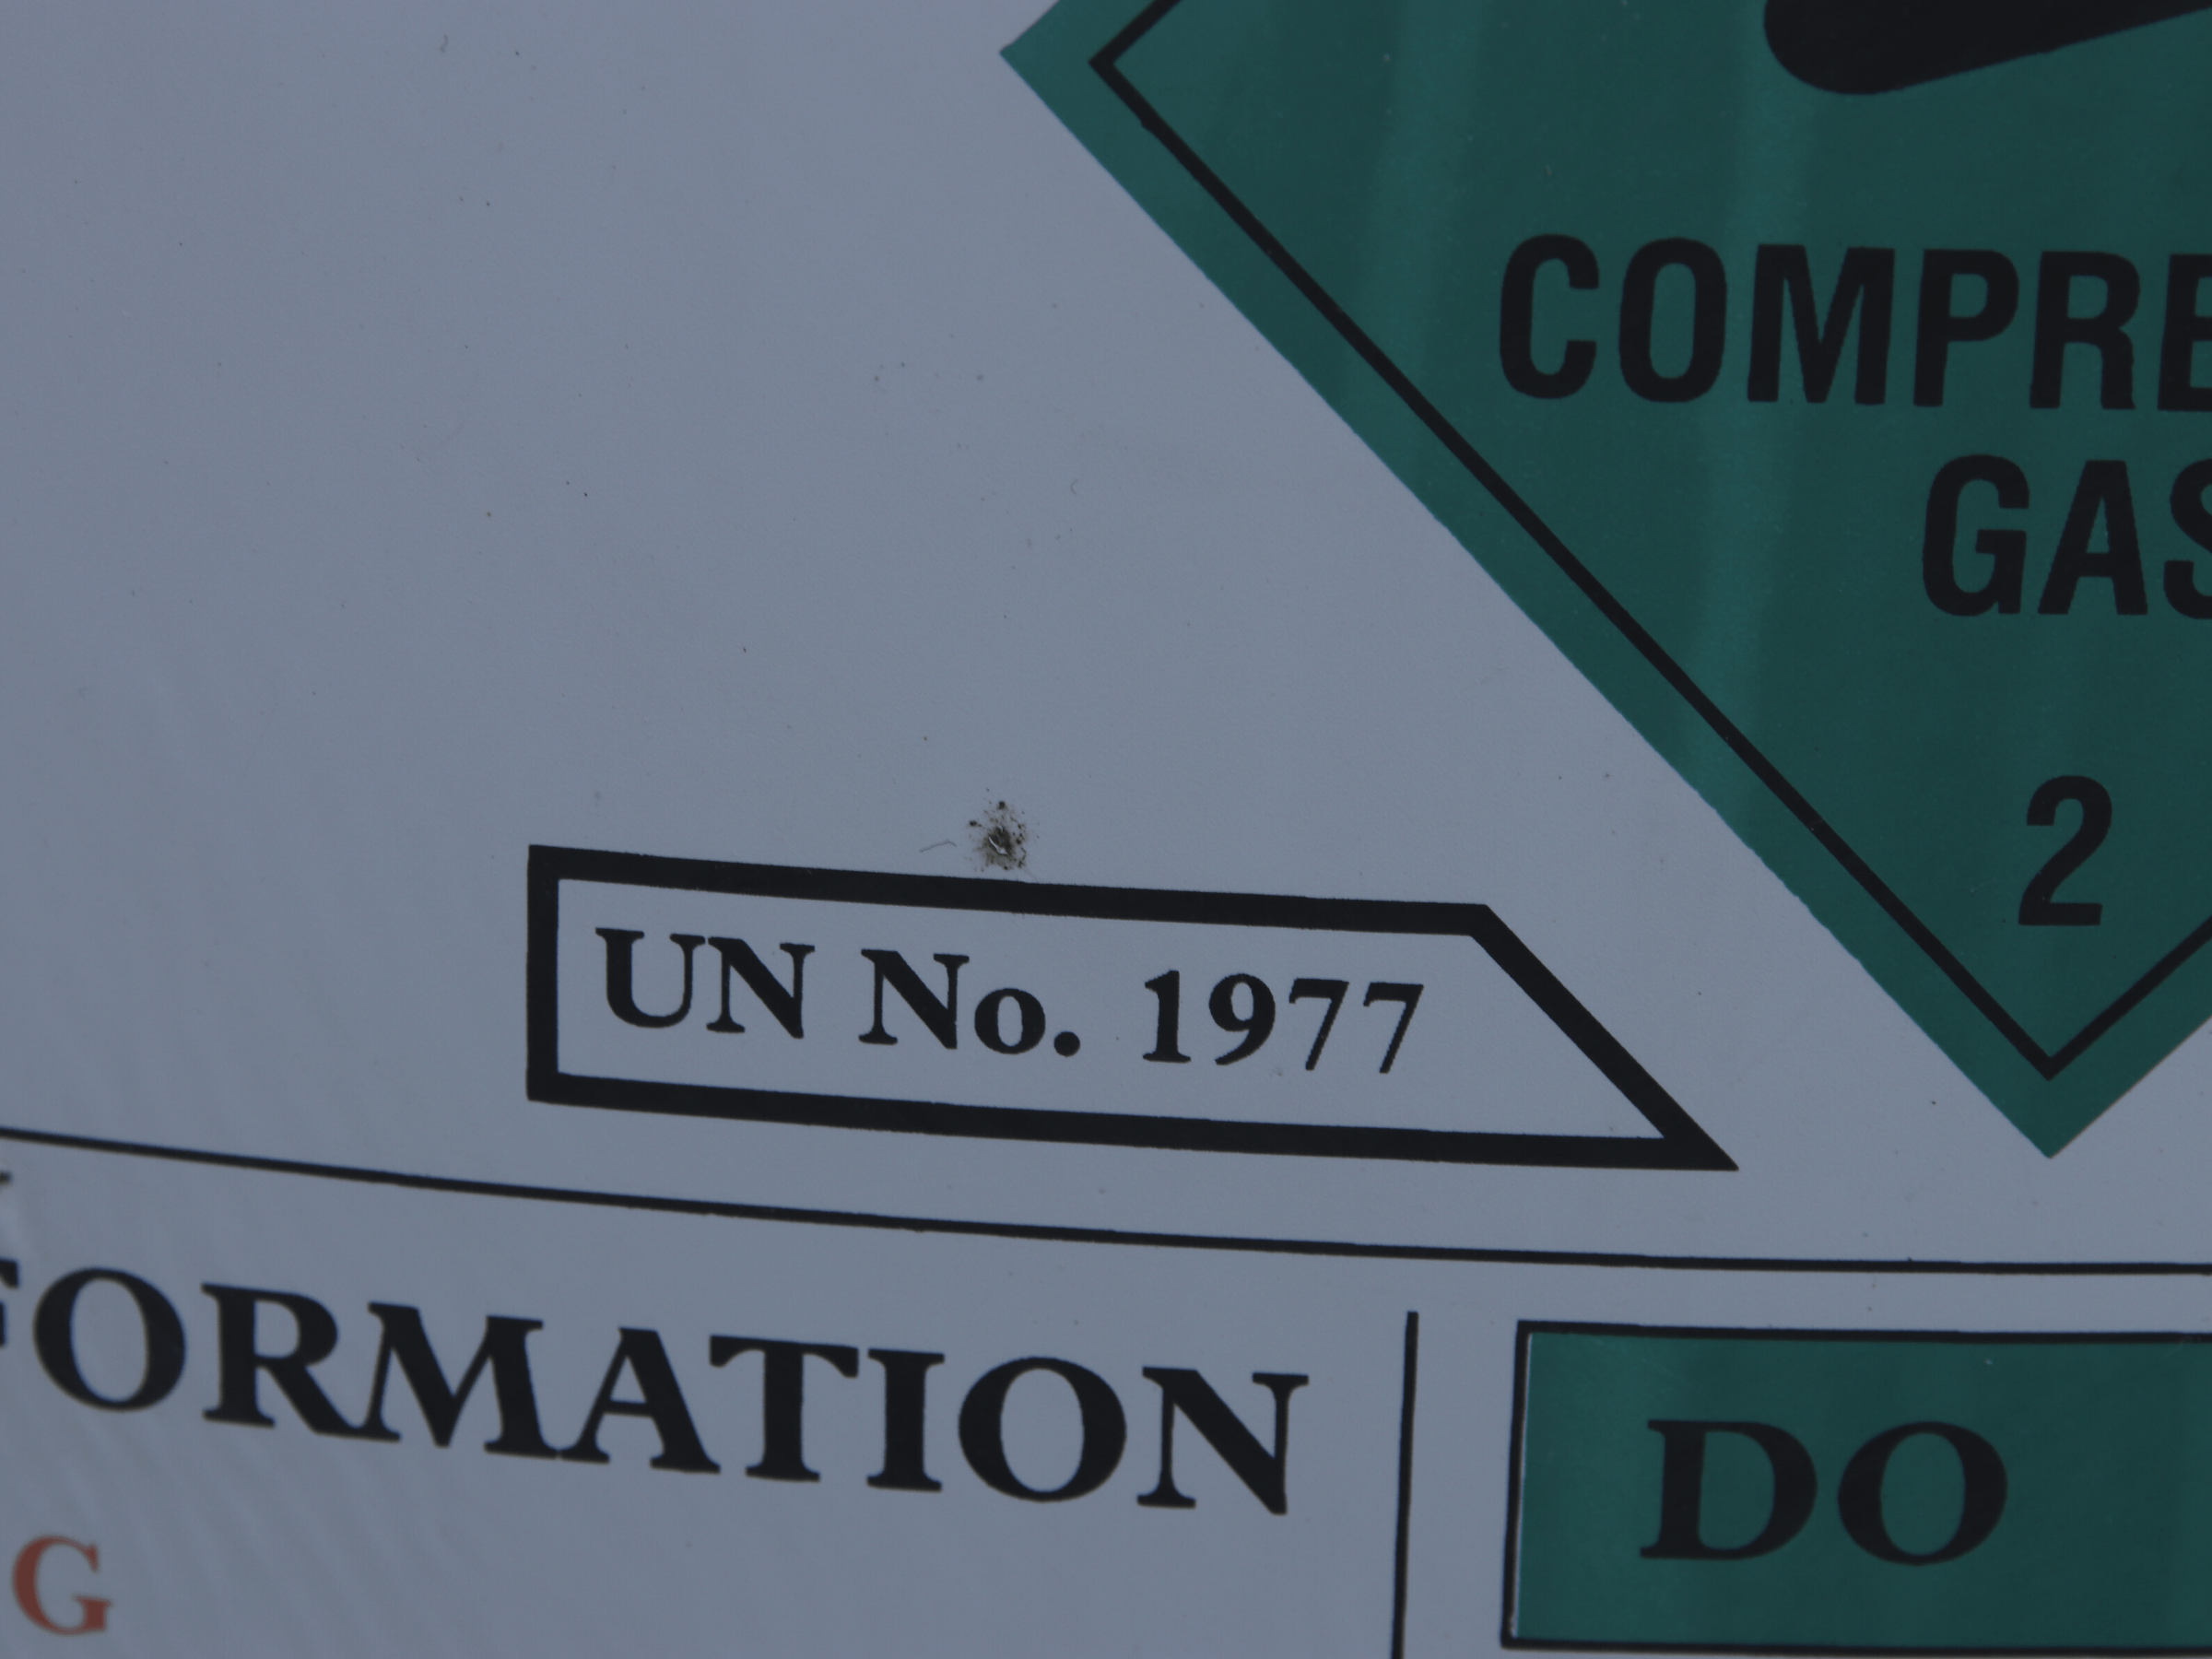 COMPRE
GAS
2
UN No. 1977
FORMATION
DO
G